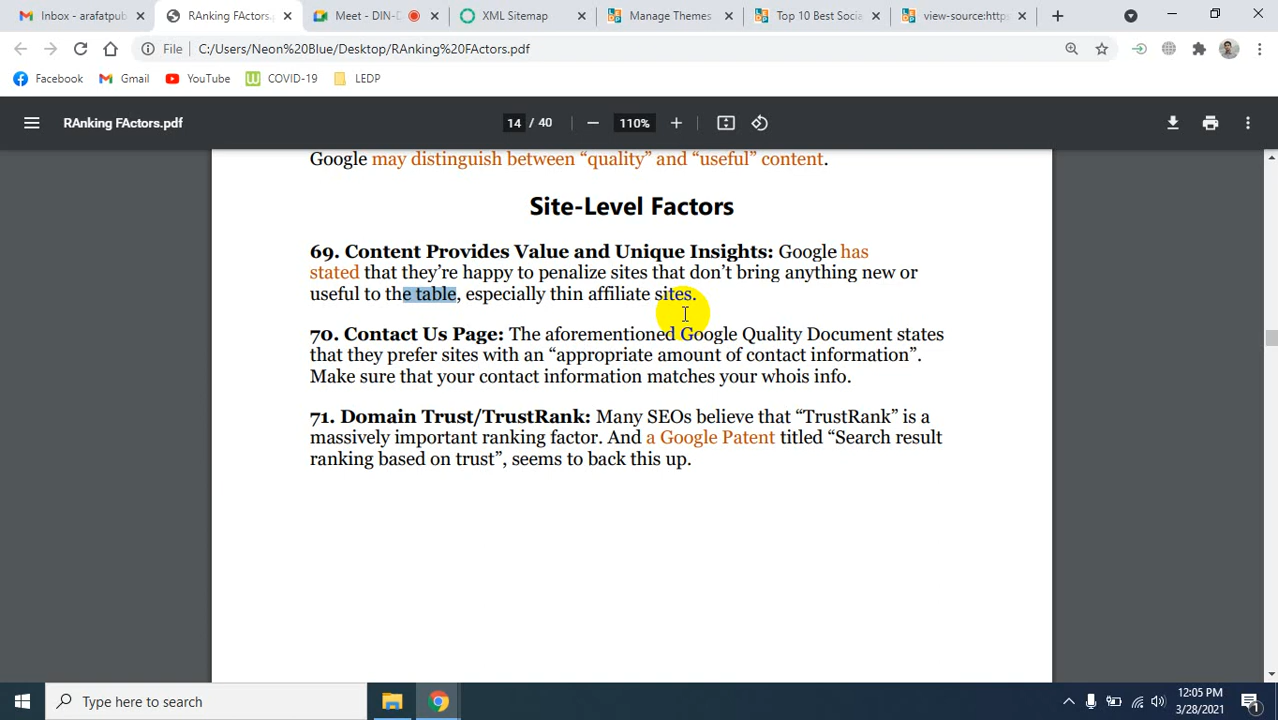 Inbox - arafatpub
RAnking FActors.
Meet - DIN-D
XML Sitemap
Manage Themes
Top 10 Best Socia
view-source:https
File
C:/Users/Neon%20Blue/Desktop/RAnking%20FActors.pdf
Facebook
Gmail
YouTube
COVID-19
LEDP
RAnking FActors.pdf
14 / 40
110%
Google may distinguish between “quality” and “useful” content.
Site-Level Factors
69. Content Provides Value and Unique Insights: Google has
stated that they’re happy to penalize sites that don’t bring anything new or
useful to the table, especially thin affiliate sites.
70. Contact Us Page: The aforementioned Google Quality Document states
that they prefer sites with an “appropriate amount of contact information”.
Make sure that your contact information matches your whois info.
71. Domain Trust/TrustRank: Many SEOs believe that “TrustRank” is a
massively important ranking factor. And a Google Patent titled “Search result
ranking based on trust”, seems to back this up.
Type here to search
12:05 PM
3/28/2021